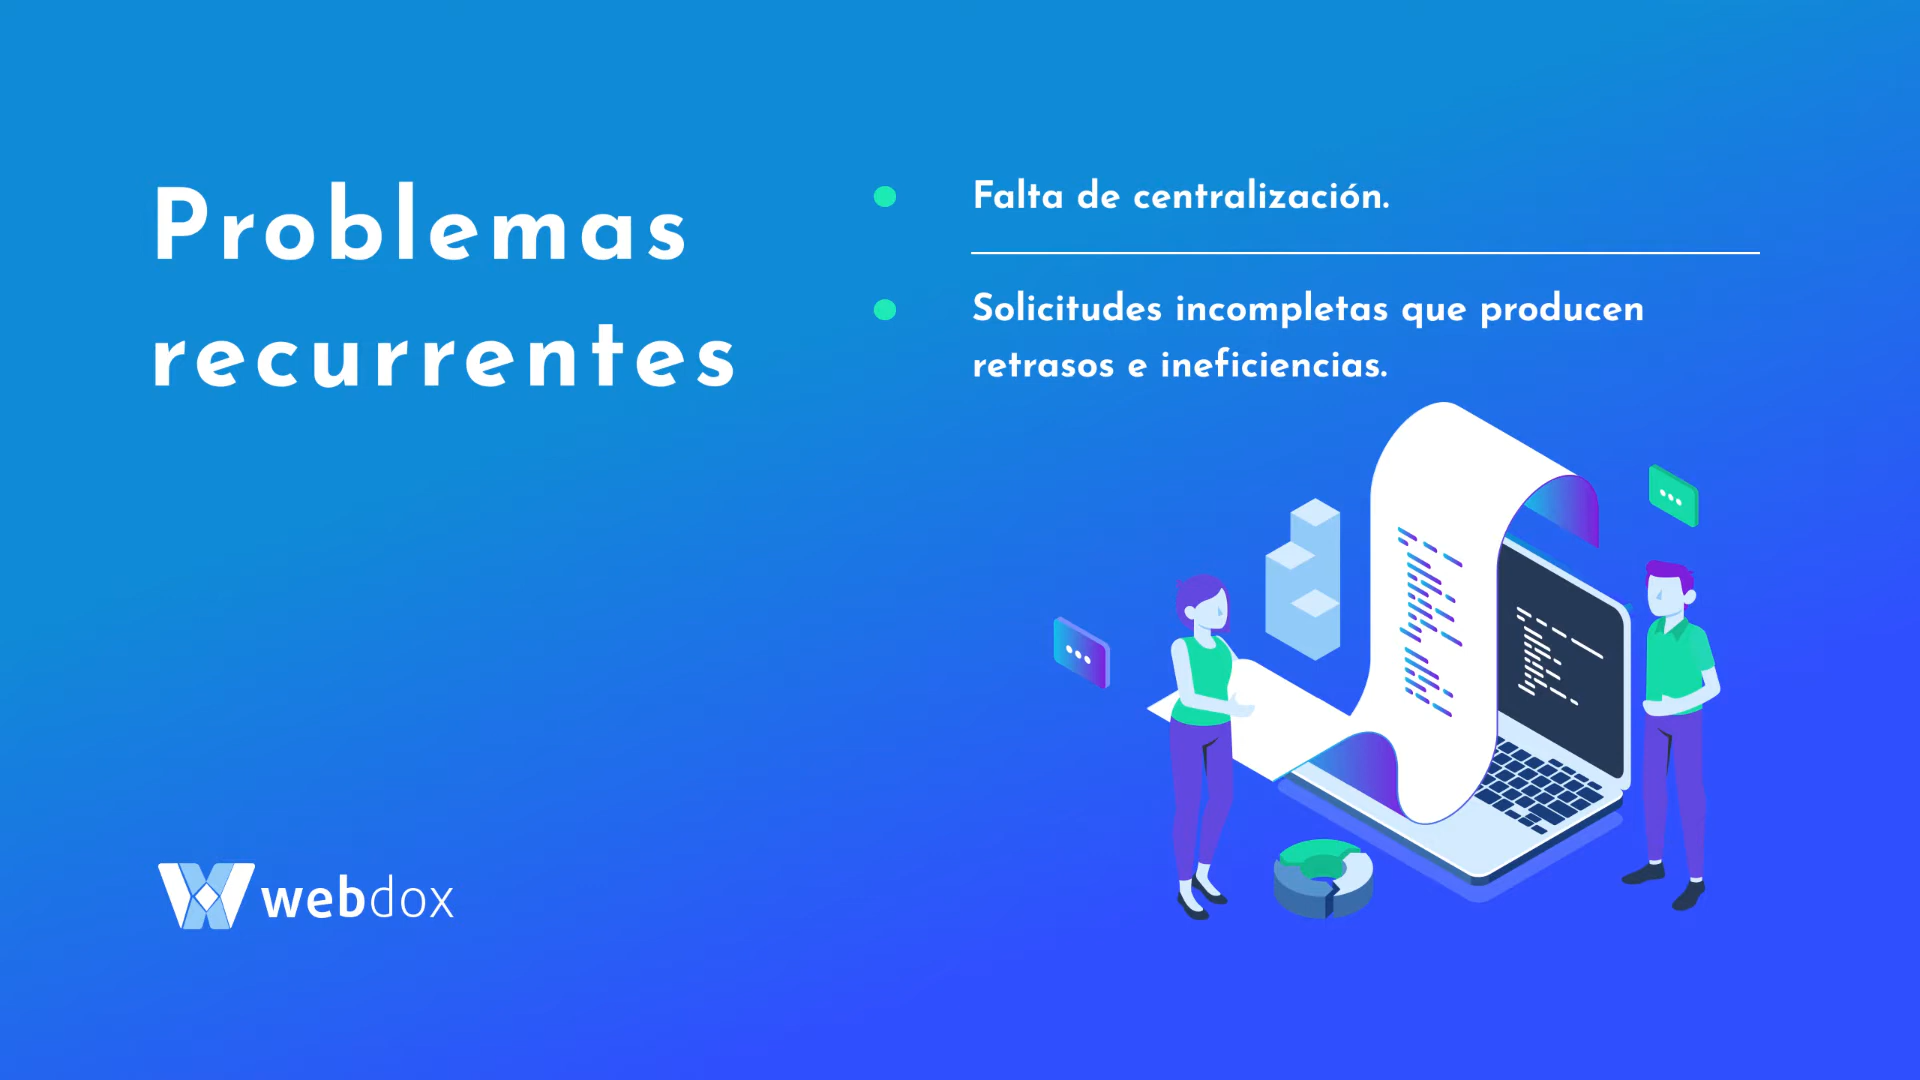 Problemas
recurrentes
Falta de centralización.
Solicitudes incompletas que producen
retrasos e ineficiencias.
webdox